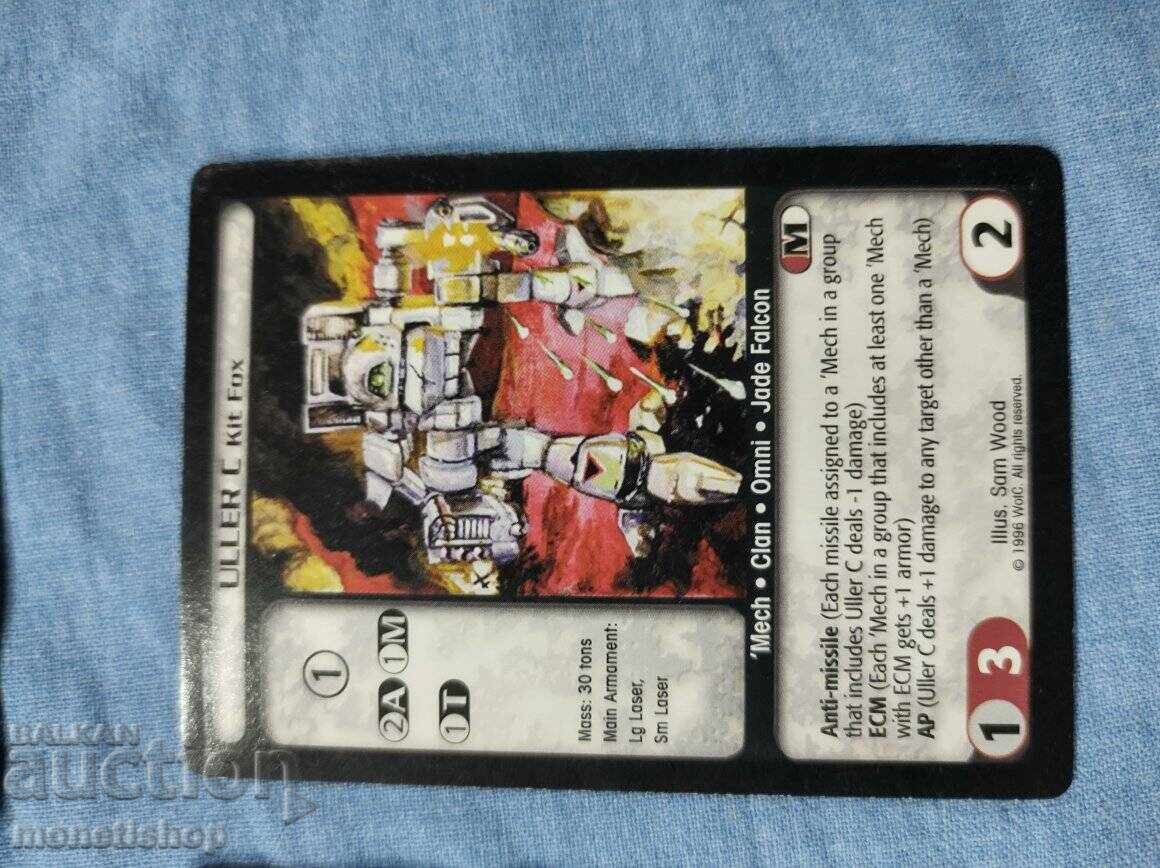 ULLER C KIT FOX
1
2A 1M
1T
Mass: 30 tons
Main Armament:
Lg Laser,
Sm Laser
'Mech • Clan • Omni • Jade Falcon
M
Anti-missile (Each missile assigned to a 'Mech in a group
that includes Uller C deals -1 damage)
ECM (Each 'Mech in a group that includes at least one 'Mech
with ECM gets +1 armor)
AP (Uller C deals +1 damage to any target other than a 'Mech)
1 3
Illus. Sam Wood
© 1996 WotC. All rights reserved.
2
BALKAN
auction
monetishop